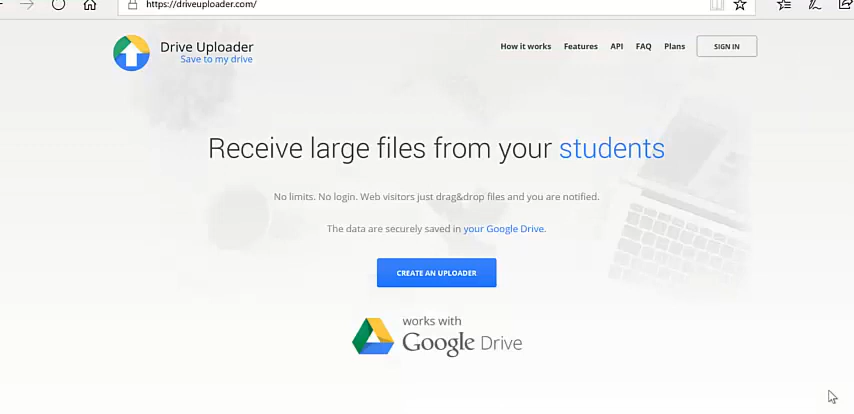 https://driveuploader.com/
Drive Uploader
Save to my drive
How it works Features API FAQ Plans SIGN IN
Receive large files from your students
No limits. No login. Web visitors just drag&drop files and you are notified.
The data are securely saved in your Google Drive.
CREATE AN UPLOADER
works with
Google Drive